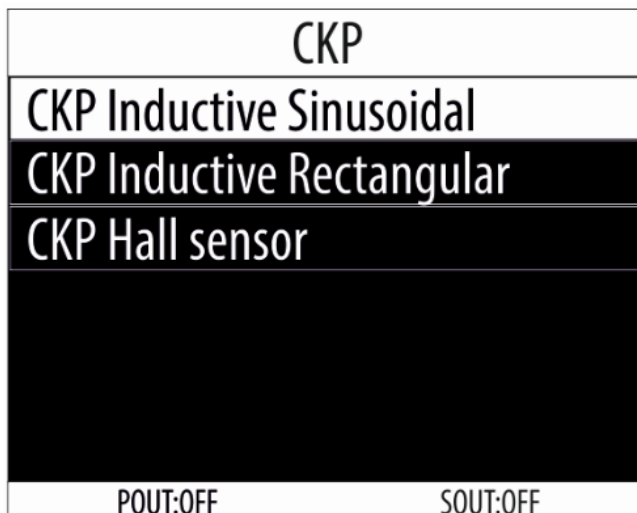 CKP
CKP Inductive Sinusoidal
CKP Inductive Rectangular
CKP Hall sensor
POUT:OFF SOUT:OFF